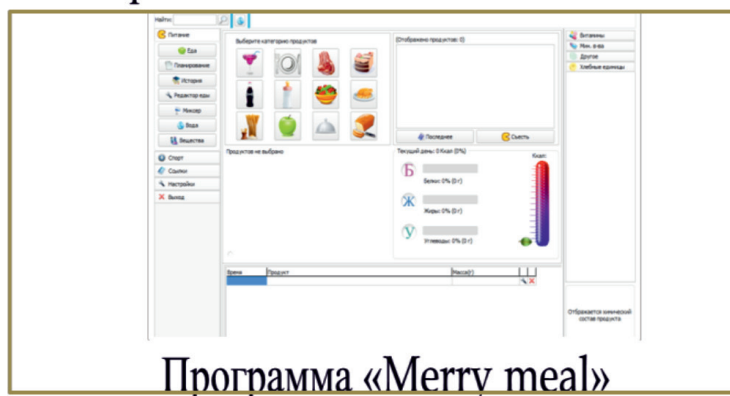 Найти:
Питание
Еда
Планирование
История
Редактор еды
Миксер
Вода
Вещества
Спорт
Ссылки
Настройки
Выход
Выберите категорию продуктов
(Отображено продуктов: 0)
Последнее
Съесть
Продуктов не выбрано
Текущий день: 0 Ккал (0%)
Ккал:
Б
Белки: 0% (0 г)
Ж
Жиры: 0% (0 г)
У
Углеводы: 0% (0 г)
Время Продукт Масса(г)
Витамины
Мин. в-ва
Другое
Хлебные единицы
Отображается химический
состав продукта
Программа «Merry meal»